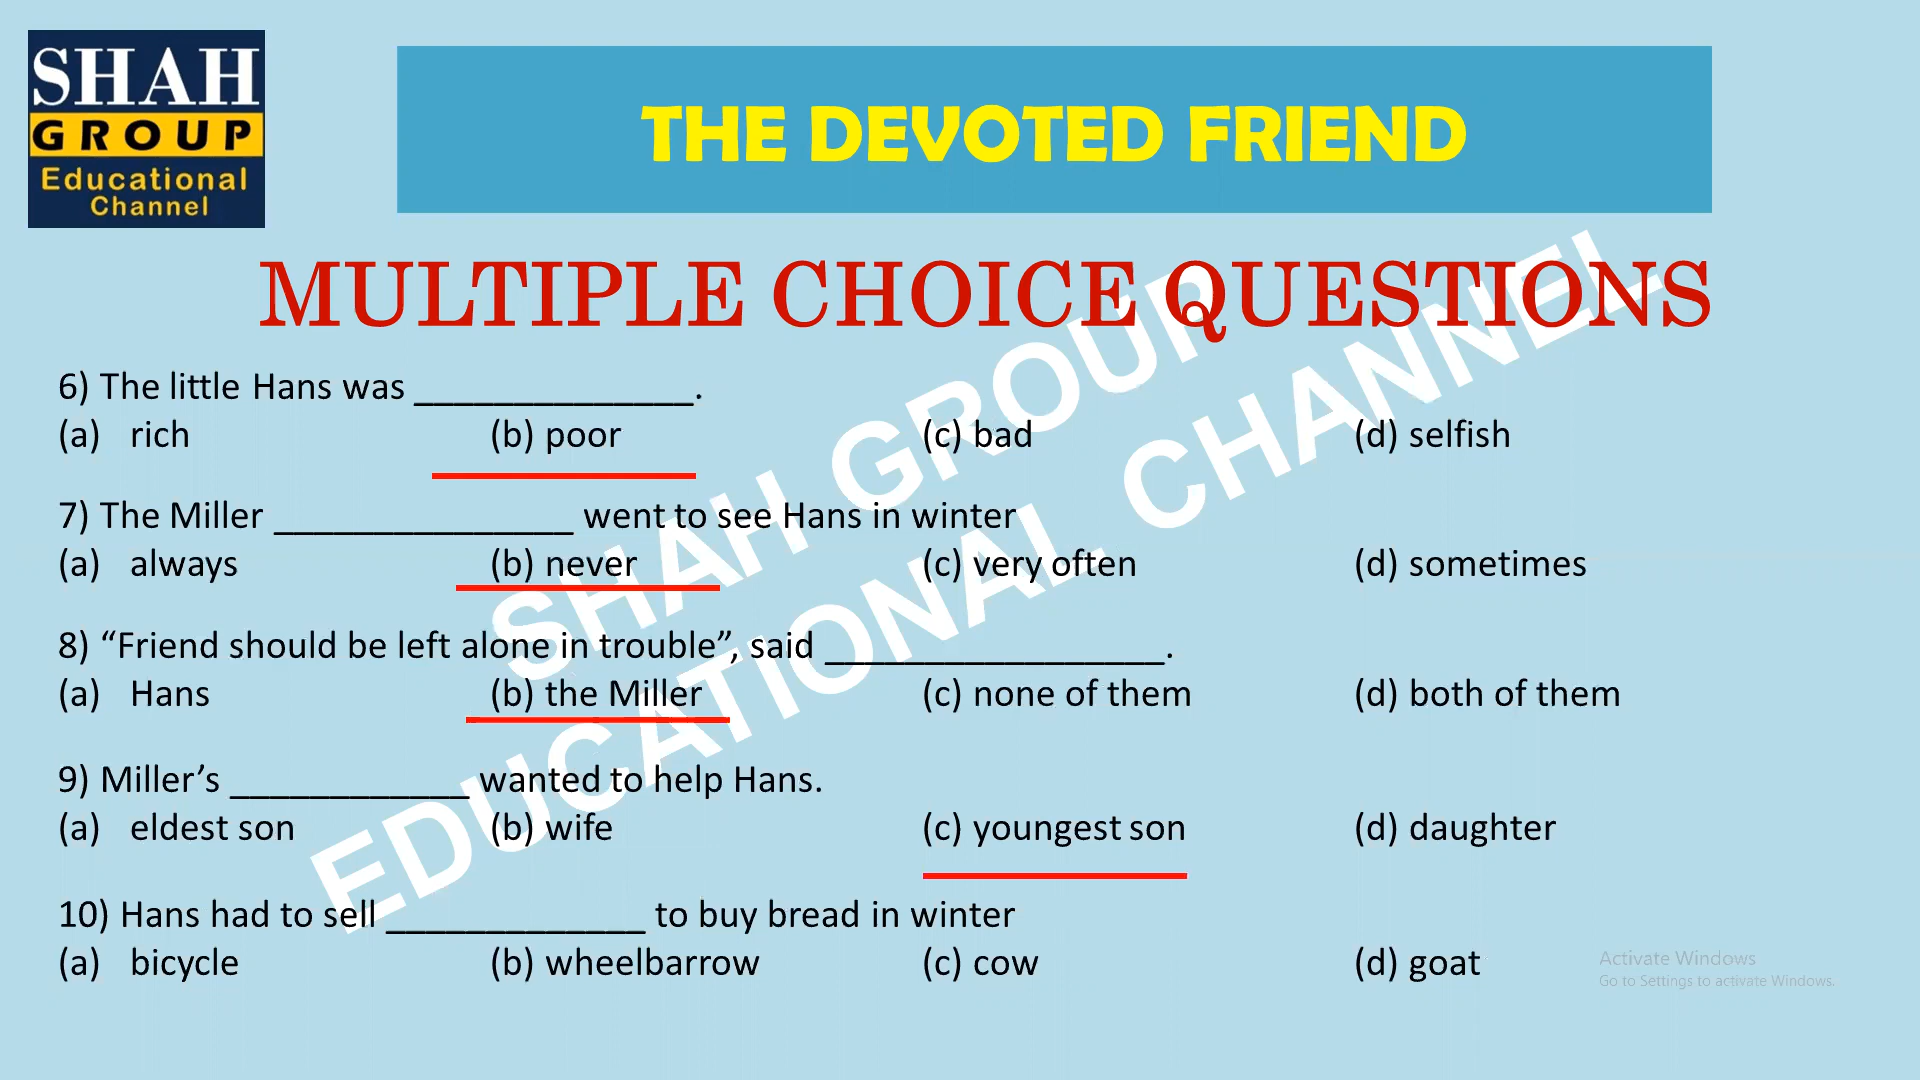 SHAH
GROUP
Educational
Channel
THE DEVOTED FRIEND
MULTIPLE CHOICE QUESTIONS
6) The little Hans was ______________.
(a) rich (b) poor (c) bad (d) selfish
7) The Miller _______________ went to see Hans in winter
(a) always (b) never (c) very often (d) sometimes
8) “Friend should be left alone in trouble”, said _________________.
(a) Hans (b) the Miller (c) none of them (d) both of them
9) Miller’s ____________ wanted to help Hans.
(a) eldest son (b) wife (c) youngest son (d) daughter
10) Hans had to sell _____________ to buy bread in winter
(a) bicycle (b) wheelbarrow (c) cow (d) goat
SHAH GROUP
EDUCATIONAL CHANNEL
Activate Windows
Go to Settings to activate Windows.